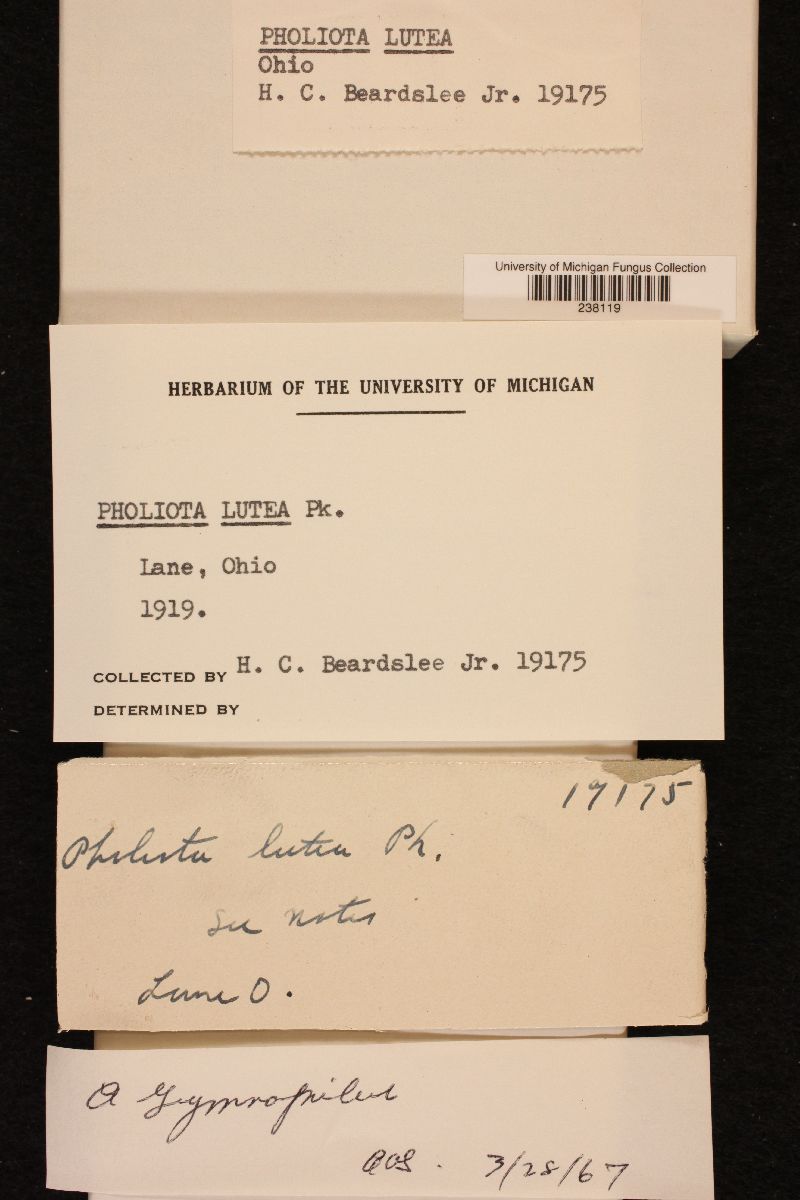 PHOLIOTA LUTEA
Ohio
H. C. Beardslee Jr. 19175
University of Michigan Fungus Collection
238119
HERBARIUM OF THE UNIVERSITY OF MICHIGAN
PHOLIOTA LUTEA Pk.
Lane, Ohio
1919.
COLLECTED BY H. C. Beardslee Jr. 19175
DETERMINED BY
19175
Pholiota lutea Pk.
See notes
Lane O.
A Gymnopilus
3/28/67